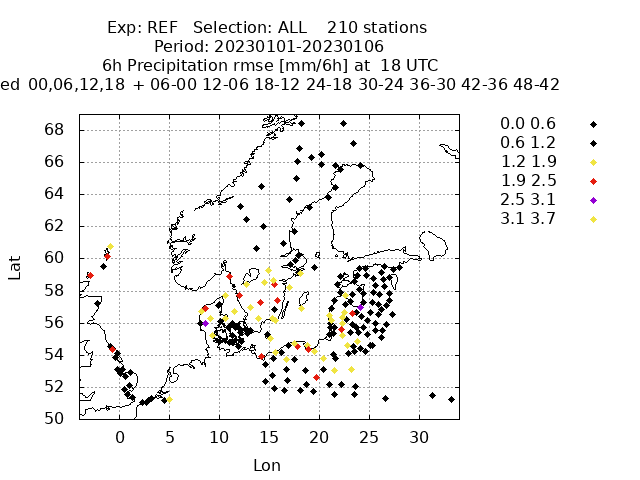 Exp: REF Selection: ALL 210 stations
Period: 20230101-20230106
6h Precipitation rmse [mm/6h] at 18 UTC
ed 00,06,12,18 + 06-00 12-06 18-12 24-18 30-24 36-30 42-36 48-42
0.0 0.6
0.6 1.2
1.2 1.9
1.9 2.5
2.5 3.1
3.1 3.7
68
66
64
62
60
58
56
54
52
50
Lat
0 5 10 15 20 25 30
Lon